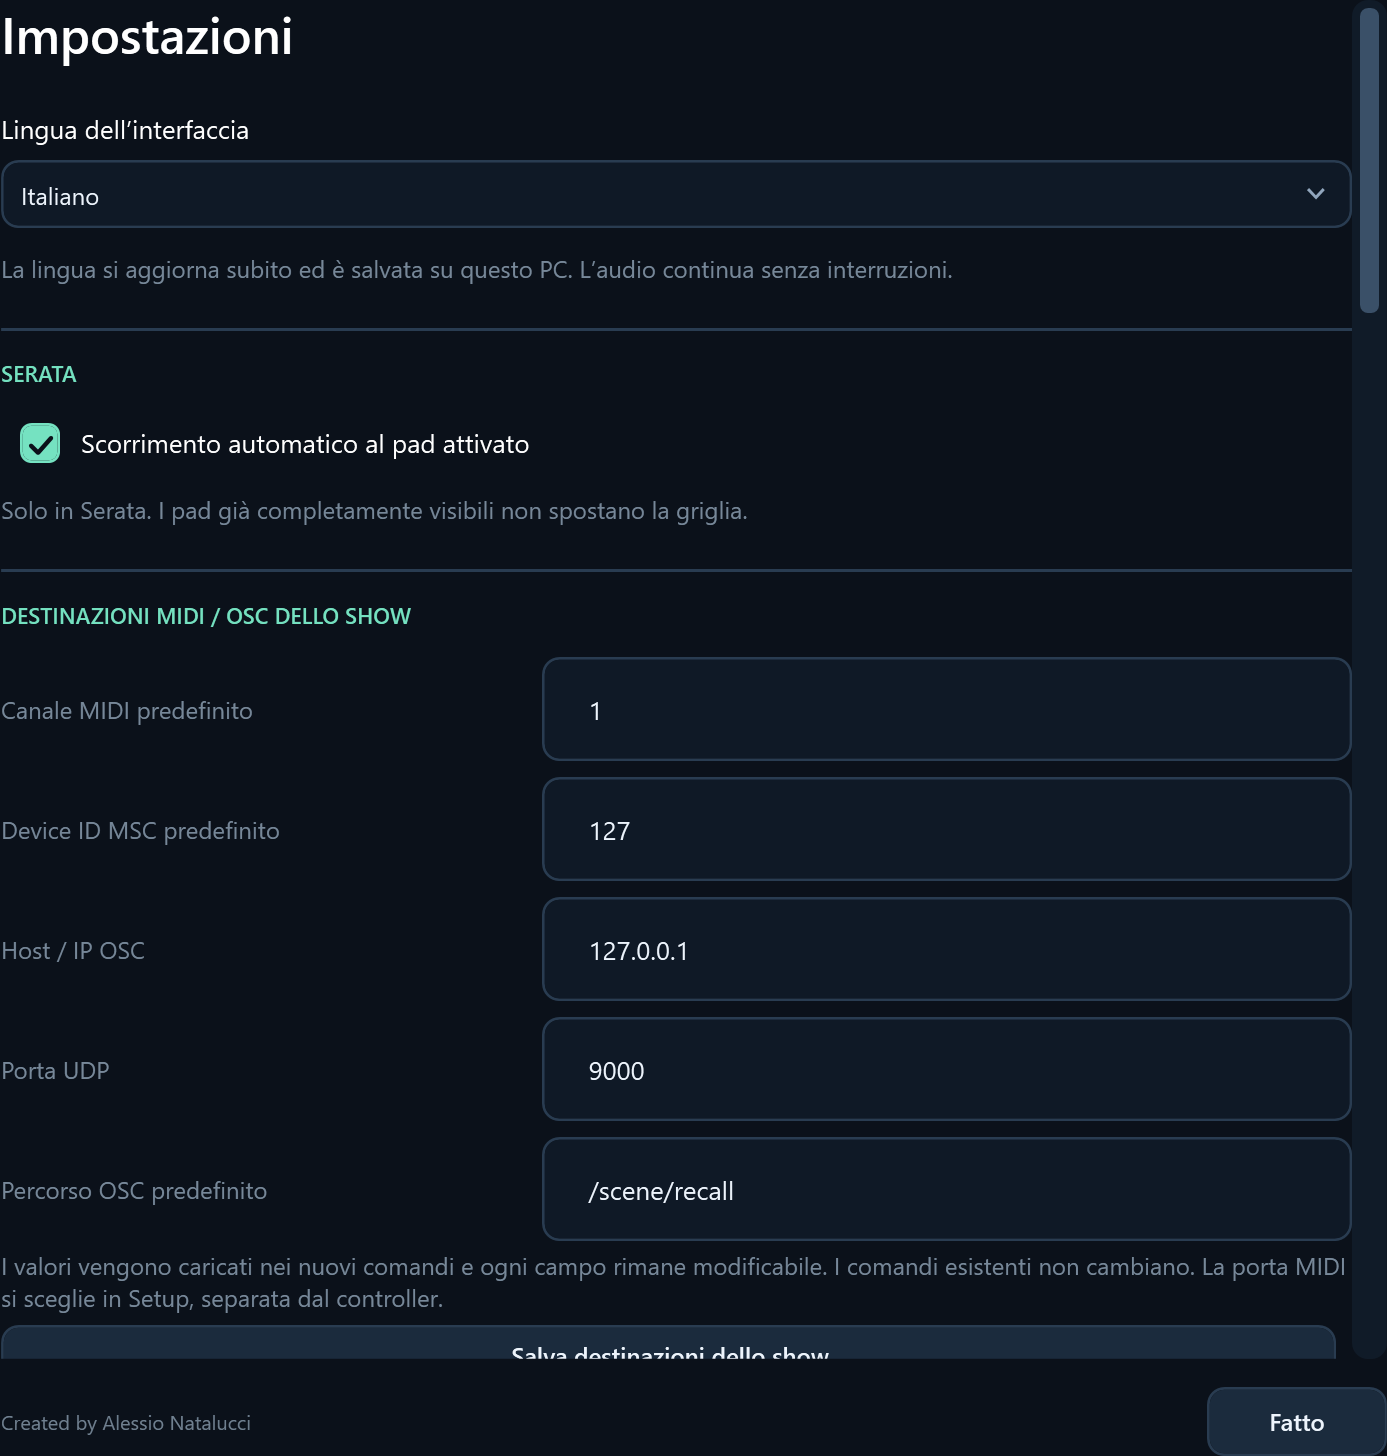 Impostazioni
Lingua dell’interfaccia
Italiano
La lingua si aggiorna subito ed è salvata su questo PC. L’audio continua senza interruzioni.
SERATA
Scorrimento automatico al pad attivato
Solo in Serata. I pad già completamente visibili non spostano la griglia.
DESTINAZIONI MIDI / OSC DELLO SHOW
Canale MIDI predefinito
1
Device ID MSC predefinito
127
Host / IP OSC
127.0.0.1
Porta UDP
9000
Percorso OSC predefinito
/scene/recall
I valori vengono caricati nei nuovi comandi e ogni campo rimane modificabile. I comandi esistenti non cambiano. La porta MIDI
si sceglie in Setup, separata dal controller.
Salva destinazioni dello show
Created by Alessio Natalucci
Fatto